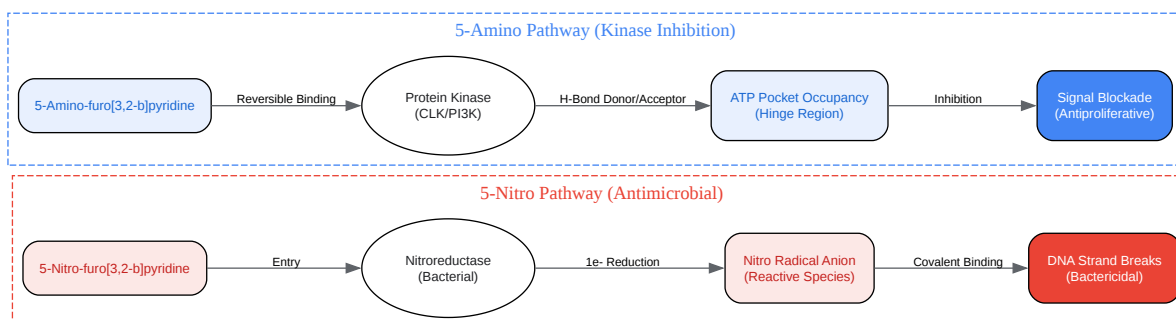 5-Amino Pathway (Kinase Inhibition)
5-Amino-furo[3,2-b]pyridine
Reversible Binding
Protein Kinase
(CLK/PI3K)
H-Bond Donor/Acceptor
ATP Pocket Occupancy
(Hinge Region)
Inhibition
Signal Blockade
(Antiproliferative)
5-Nitro Pathway (Antimicrobial)
5-Nitro-furo[3,2-b]pyridine
Entry
Nitroreductase
(Bacterial)
1e- Reduction
Nitro Radical Anion
(Reactive Species)
Covalent Binding
DNA Strand Breaks
(Bactericidal)